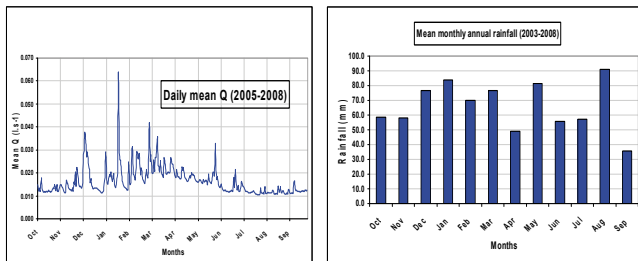 0.070
0.060
0.050
0.040
0.030
0.020
0.010
0.000
Mean Q (l.s-1)
Daily mean Q (2005-2008)
Oct Nov Dec Jan Feb Mar Apr May Jun Jul Aug Sep
Months
Mean monthly annual rainfall (2003-2008)
100.0
90.0
80.0
70.0
60.0
50.0
40.0
30.0
20.0
10.0
0.0
Rainfall (mm)
Oct Nov Dec Jan Feb Mar Apr May Jun Jul Aug Sep
Months